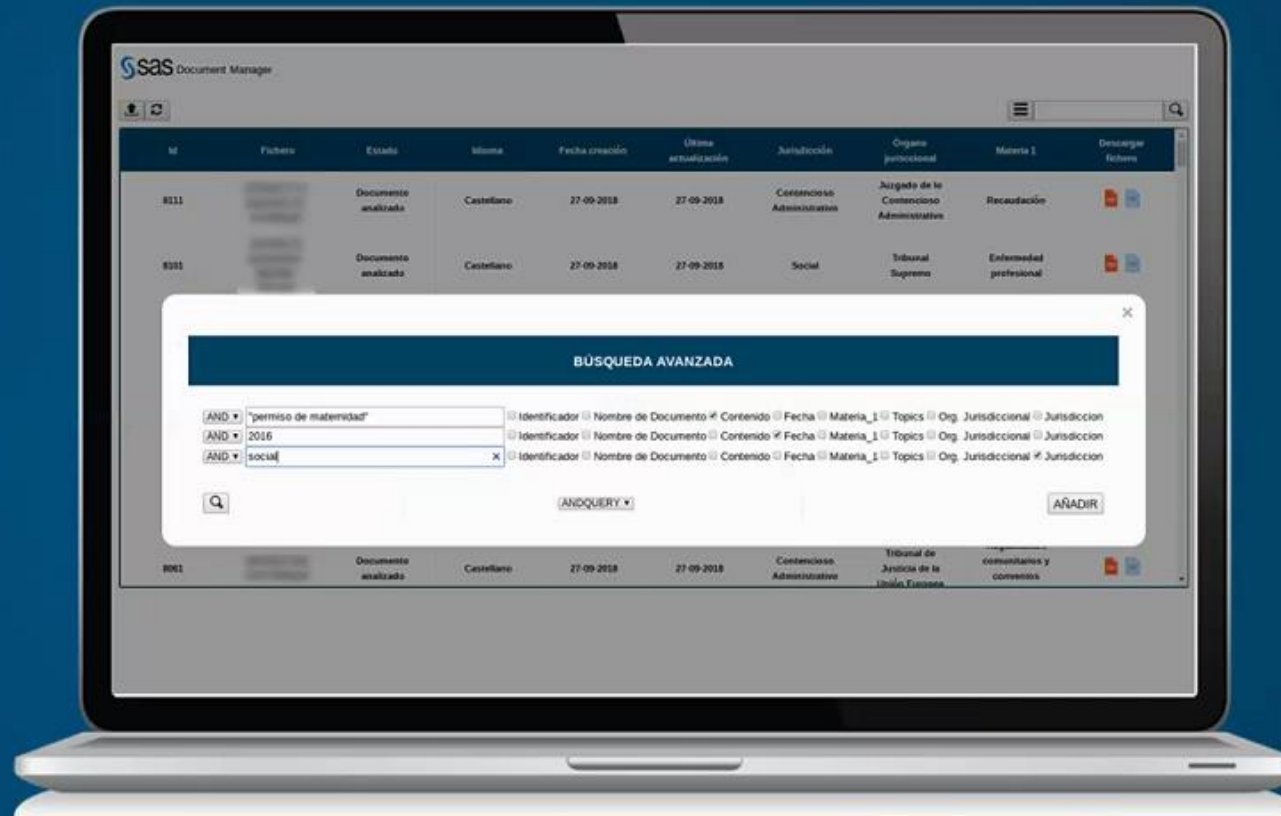 sas Document Manager
Id Fichero Estado Idioma Fecha creación Última actualización Jurisdicción Órgano jurisccional Materia 1 Descargar fichero
8111 Documento analizado Castellano 27-09-2018 27-09-2018 Contencioso Administrativo Juzgado de lo Contencioso Administrativo Recaudación
8101 Documento analizado Castellano 27-09-2018 27-09-2018 Social Tribunal Supremo Enfermedad profesional
×
BÚSQUEDA AVANZADA
AND "permiso de maternidad" Identificador Nombre de Documento Contenido Fecha Materia_1 Topics Org. Jurisdiccional Jurisdiccion
AND 2016 Identificador Nombre de Documento Contenido Fecha Materia_1 Topics Org. Jurisdiccional Jurisdiccion
AND social × Identificador Nombre de Documento Contenido Fecha Materia_1 Topics Org. Jurisdiccional Jurisdiccion
ANDQUERY AÑADIR
8061 Documento analizado Castellano 27-09-2018 27-09-2018 Contencioso Administrativo Tribunal de Justicia de la Unión Europea comunitarios y convenios